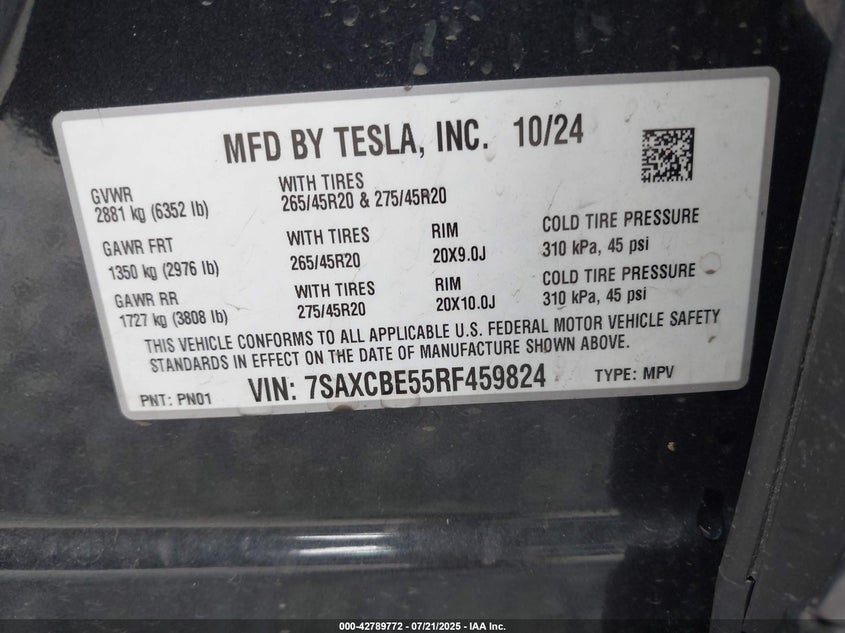 MFD BY TESLA, INC. 10/24
GVWR
2881 kg (6352 lb)
WITH TIRES
265/45R20 & 275/45R20
GAWR FRT
1350 kg (2976 lb)
WITH TIRES
265/45R20
RIM
20X9.0J
COLD TIRE PRESSURE
310 kPa, 45 psi
GAWR RR
1727 kg (3808 lb)
WITH TIRES
275/45R20
RIM
20X10.0J
COLD TIRE PRESSURE
310 kPa, 45 psi
THIS VEHICLE CONFORMS TO ALL APPLICABLE U.S. FEDERAL MOTOR VEHICLE SAFETY
STANDARDS IN EFFECT ON THE DATE OF MANUFACTURE SHOWN ABOVE.
PNT: PN01 VIN: 7SAXCBE55RF459824 TYPE: MPV
000-42789772 - 07/21/2025 - IAA Inc.